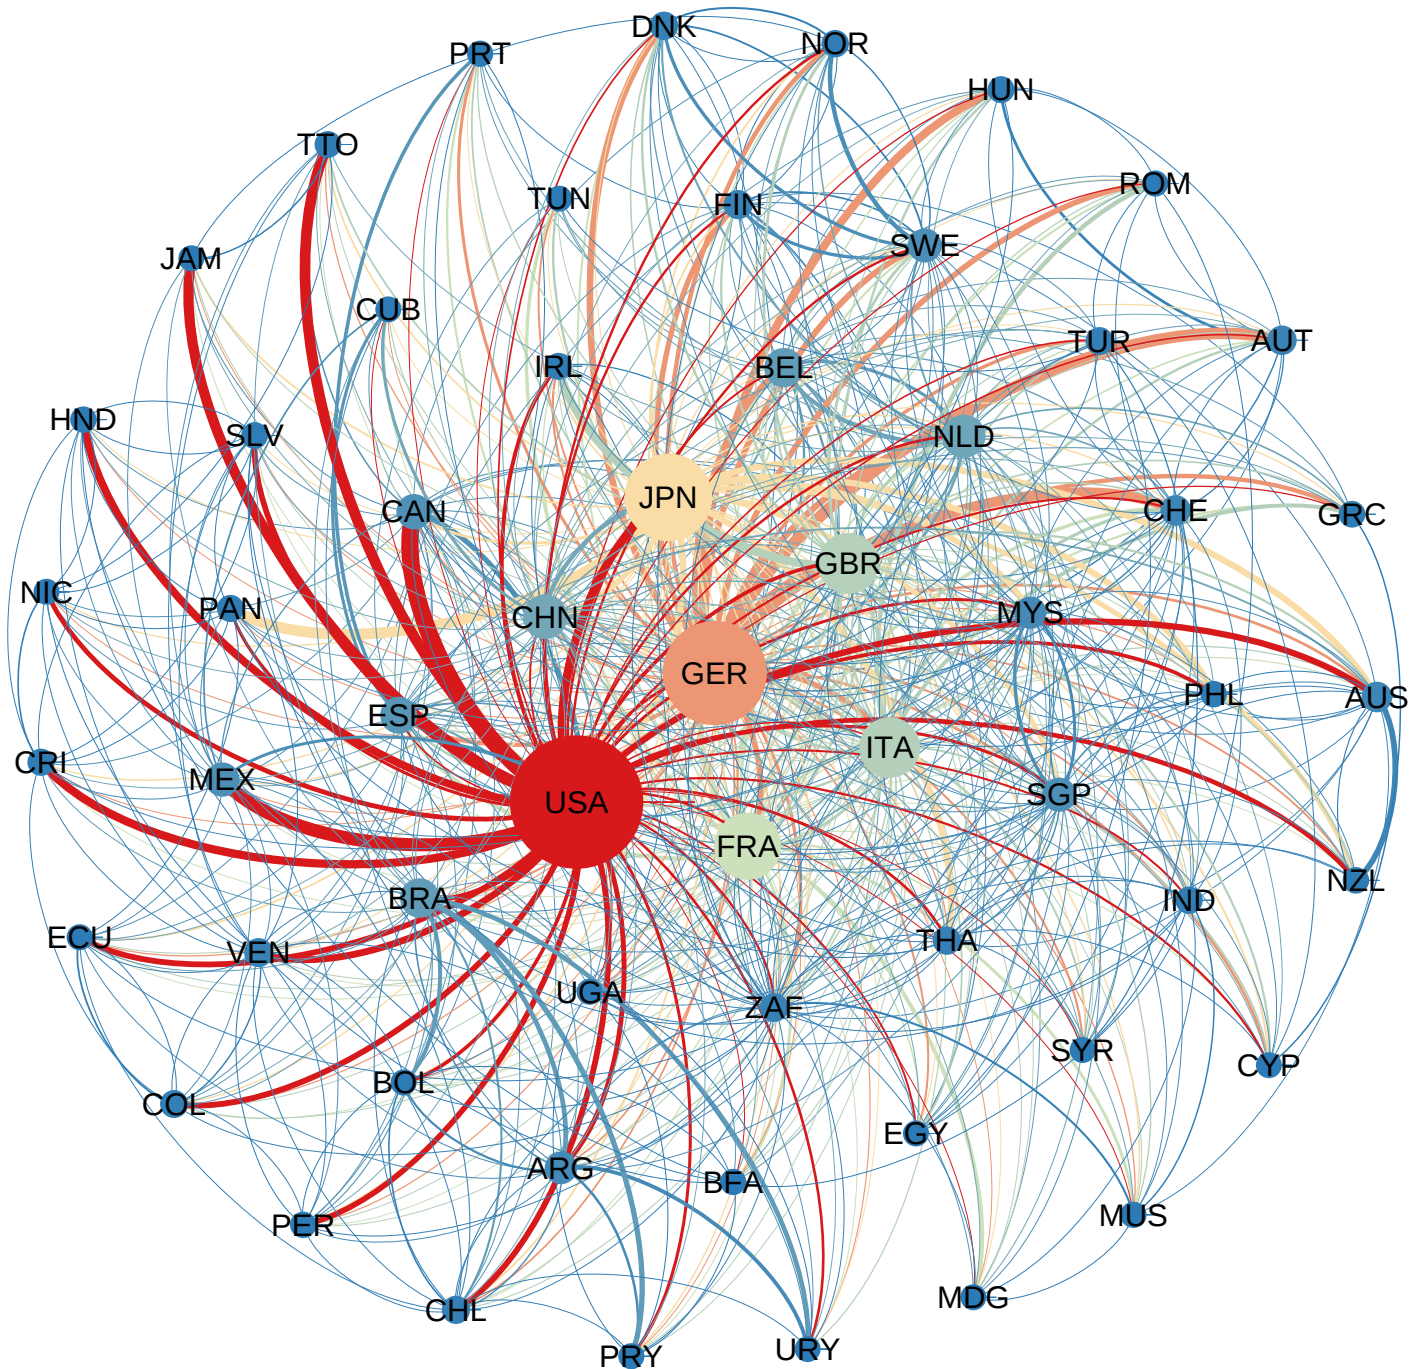 DNK
NOR
PRT
HUN
TTO
ROM
TUN
FIN
SWE
JAM
CUB
TUR
AUT
IRL
BEL
HND
SLV
NLD
JPN
CAN
CHE
GRC
GBR
NIC
PAN
CHN
MYS
GER
PHL
AUS
ESP
ITA
CRI
MEX
SGP
USA
FRA
NZL
BRA
IND
ECU
VEN
THA
UGA
ZAF
SYR
CYP
BOL
COL
EGY
ARG
BFA
PER
MUS
MDG
CHL
URY
PRY